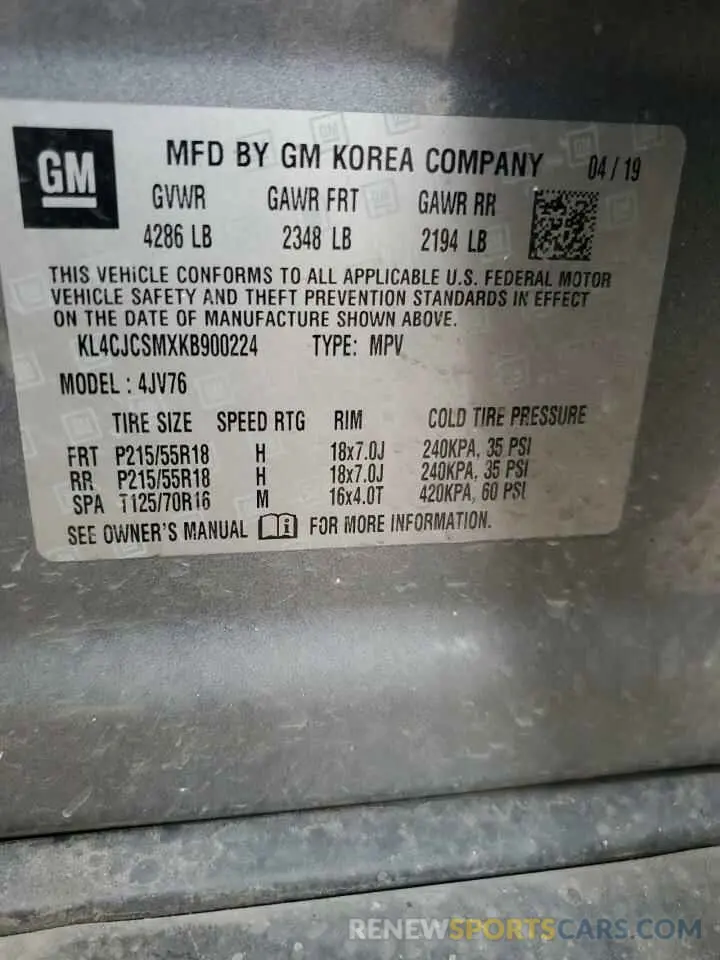 GM
MFD BY GM KOREA COMPANY 04/19
GVWR GAWR FRT GAWR RR
4286 LB 2348 LB 2194 LB
THIS VEHICLE CONFORMS TO ALL APPLICABLE U.S. FEDERAL MOTOR
VEHICLE SAFETY AND THEFT PREVENTION STANDARDS IN EFFECT
ON THE DATE OF MANUFACTURE SHOWN ABOVE.
KL4CJCSMXKB900224 TYPE: MPV
MODEL : 4JV76
TIRE SIZE SPEED RTG RIM COLD TIRE PRESSURE
FRT P215/55R18 H 18x7.0J 240KPA, 35 PSI
RR P215/55R18 H 18x7.0J 240KPA, 35 PSI
SPA T125/70R16 M 16x4.0T 420KPA, 60 PSI
SEE OWNER'S MANUAL i FOR MORE INFORMATION.
RENEWSPORTSCARS.COM